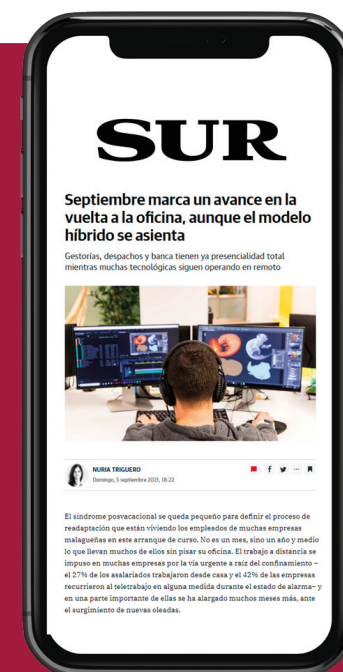 SUR
Septiembre marca un avance en la
vuelta a la oficina, aunque el modelo
híbrido se asienta
Gestorías, despachos y banca tienen ya presencialidad total
mientras muchas tecnológicas siguen operando en remoto
NURIA TRIGUERO
Domingo, 5 septiembre 2021, 18:22
El síndrome posvacacional se queda pequeño para definir el proceso de
readaptación que están viviendo los empleados de muchas empresas
malagueñas en este arranque de curso. No es un mes, sino un año y medio
lo que llevan muchos de ellos sin pisar su oficina. El trabajo a distancia se
impuso en muchas empresas por la vía urgente a raíz del confinamiento –
el 27% de los asalariados trabajaron desde casa y el 42% de las empresas
recurrieron al teletrabajo en alguna medida durante el estado de alarma– y
en una parte importante de ellas se ha alargado muchos meses más, ante
el surgimiento de nuevas oleadas.